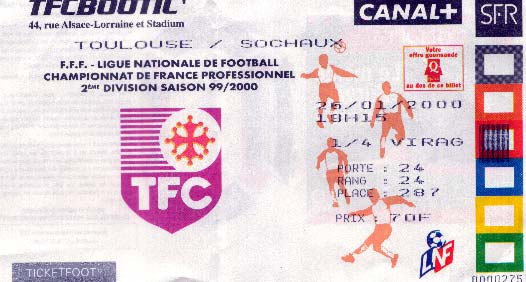 TFCBOOTIC'
CANAL+
SFR
44, rue Alsace-Lorraine et Stadium
TOULOUSE / SOCHAUX
F.F.F. - LIGUE NATIONALE DE FOOTBALL
CHAMPIONNAT DE FRANCE PROFESSIONNEL
2ÈME DIVISION SAISON 99/2000
Votre
offre gourmande
Q
au dos de ce billet
26/01/2000
18H15
1/4 VIRAG
TFC
PORTE : 24
RANG : 24
PLACE : 287
PRIX : 70F
LNF
TICKETFOOT
0000275